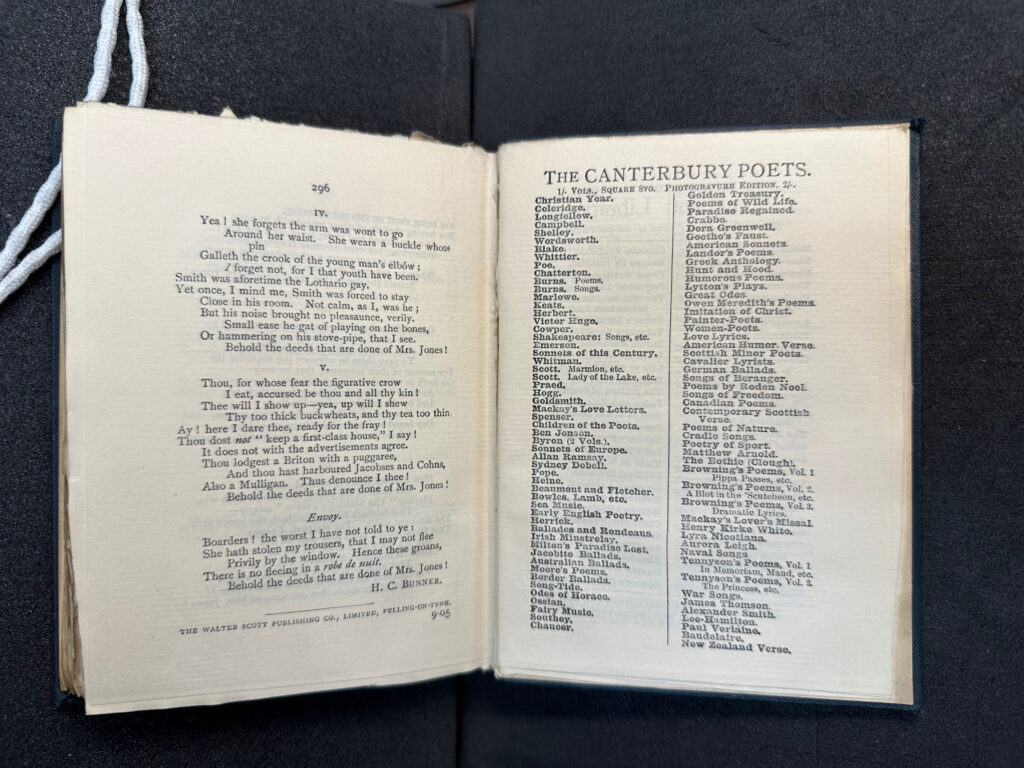 296
IV.
Yea! she forgets the arm was wont to go
Around her waist. She wears a buckle whose
pin
Galleth the crook of the young man's elbów;
I forget not, for I that youth have been.
Smith was aforetime the Lothario gay.
Yet once, I mind me, Smith was forced to stay
Close in his room. Not calm, as I, was he;
But his noise brought no pleasaunce, verily.
Small ease he gat of playing on the bones,
Or hammering on his stove-pipe, that I see.
Behold the deeds that are done of Mrs. Jones!
V.
Thou, for whose fear the figurative crow
I eat, accursed be thou and all thy kin!
Thee will I show up—yea, up will I shew
Thy too thick buckwheats, and thy tea too thin.
Ay! here I dare thee, ready for the fray!
Thou dost not "keep a first-class house," I say!
It does not with the advertisements agree.
Thou lodgest a Briton with a puggaree,
And thou hast harboured Jacobses and Cohns,
Also a Mulligan. Thus denounce I thee!
Behold the deeds that are done of Mrs. Jones!
Envoy.
Boarders! the worst I have not told to ye:
She hath stolen my trousers, that I may not flee
Privily by the window. Hence these groans,
There is no fleeing in a robe de nuit.
Behold the deeds that are done of Mrs. Jones!
H. C. BUNNER.
THE WALTER SCOTT PUBLISHING CO., LIMITED, FELLING-ON-TYNE.
9-05
THE CANTERBURY POETS.
1/- VOLS., SQUARE 8VO. PHOTOGRAVURE EDITION, 2/-.
Christian Year.
Coleridge.
Longfellow.
Campbell.
Shelley.
Wordsworth.
Blake.
Whittier.
Poe.
Chatterton.
Burns. Poems.
Burns. Songs.
Marlowe.
Keats.
Herbert.
Victor Hugo.
Cowper.
Shakespeare: Songs, etc.
Emerson.
Sonnets of this Century.
Whitman.
Scott. Marmion, etc.
Scott. Lady of the Lake, etc.
Praed.
Hogg.
Goldsmith.
Mackay's Love Letters.
Spenser.
Children of the Poets.
Ben Jonson.
Byron (2 Vols.).
Sonnets of Europe.
Allan Ramsay.
Sydney Dobell.
Pope.
Heine.
Beaumont and Fletcher.
Bowles, Lamb, etc.
Sea Music.
Early English Poetry.
Herrick.
Ballades and Rondeaus.
Irish Minstrelsy.
Milton's Paradise Lost.
Jacobite Ballads.
Australian Ballads.
Moore's Poems.
Border Ballads.
Song-Tide.
Odes of Horace.
Ossian.
Fairy Music.
Southey.
Chaucer.
Golden Treasury.
Poems of Wild Life.
Paradise Regained.
Crabbe.
Dora Greenwell.
Goethe's Faust.
American Sonnets.
Landor's Poems.
Greek Anthology.
Hunt and Hood.
Humorous Poems.
Lytton's Plays.
Great Odes.
Owen Meredith's Poems.
Imitation of Christ.
Painter-Poets.
Women-Poets.
Love Lyrics.
American Humor. Verse.
Scottish Minor Poets.
Cavalier Lyrists.
German Ballads.
Songs of Beranger.
Poems by Roden Noel.
Songs of Freedom.
Canadian Poems.
Contemporary Scottish
Verse.
Poems of Nature.
Cradle Songs.
Poetry of Sport.
Matthew Arnold.
The Bothie (Clough).
Browning's Poems, Vol. 1
Pippa Passes, etc.
Browning's Poems, Vol. 2.
A Blot in the 'Scutcheon, etc.
Browning's Poems, Vol. 3.
Dramatic Lyrics.
Mackay's Lover's Missal.
Henry Kirke White.
Lyra Nicotiana.
Aurora Leigh.
Naval Songs
Tennyson's Poems, Vol. 1
In Memoriam, Maud, etc.
Tennyson's Poems, Vol. 2.
The Princess, etc.
War Songs.
James Thomson.
Alexander Smith.
Lee-Hamilton.
Paul Verlaine.
Baudelaire.
New Zealand Verse.